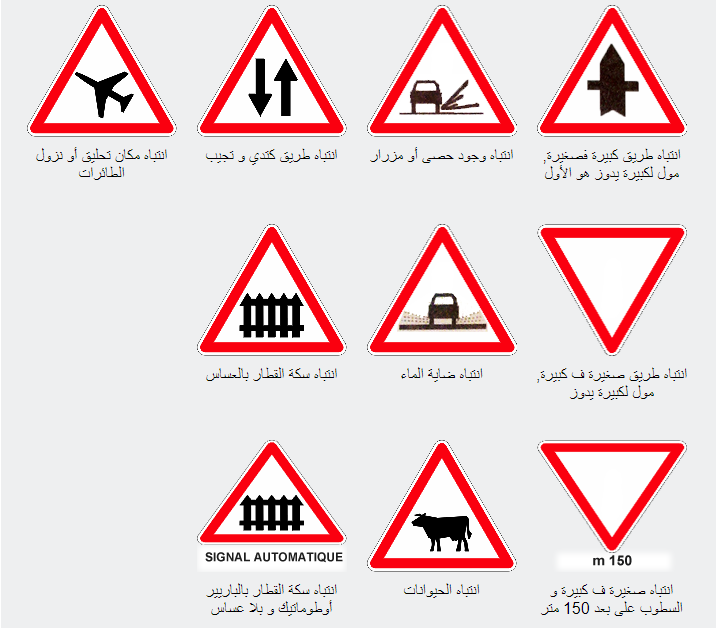 انتباه طريق كبيرة فصغيرة,
مول لكبيرة يدوز هو الأول
انتباه وجود حصى أو مزرار
انتباه طريق كتدي و تجيب
انتباه مكان تحليق أو نزول
الطائرات
انتباه طريق صغيرة ف كبيرة,
مول لكبيرة يدوز
انتباه ضاية الماء
انتباه سكة القطار بالعساس
m 150
انتباه صغيرة ف كبيرة و
السطوب على بعد 150 متر
انتباه الحيوانات
SIGNAL AUTOMATIQUE
انتباه سكة القطار بالباريير
أوطوماتيك و بلا عساس